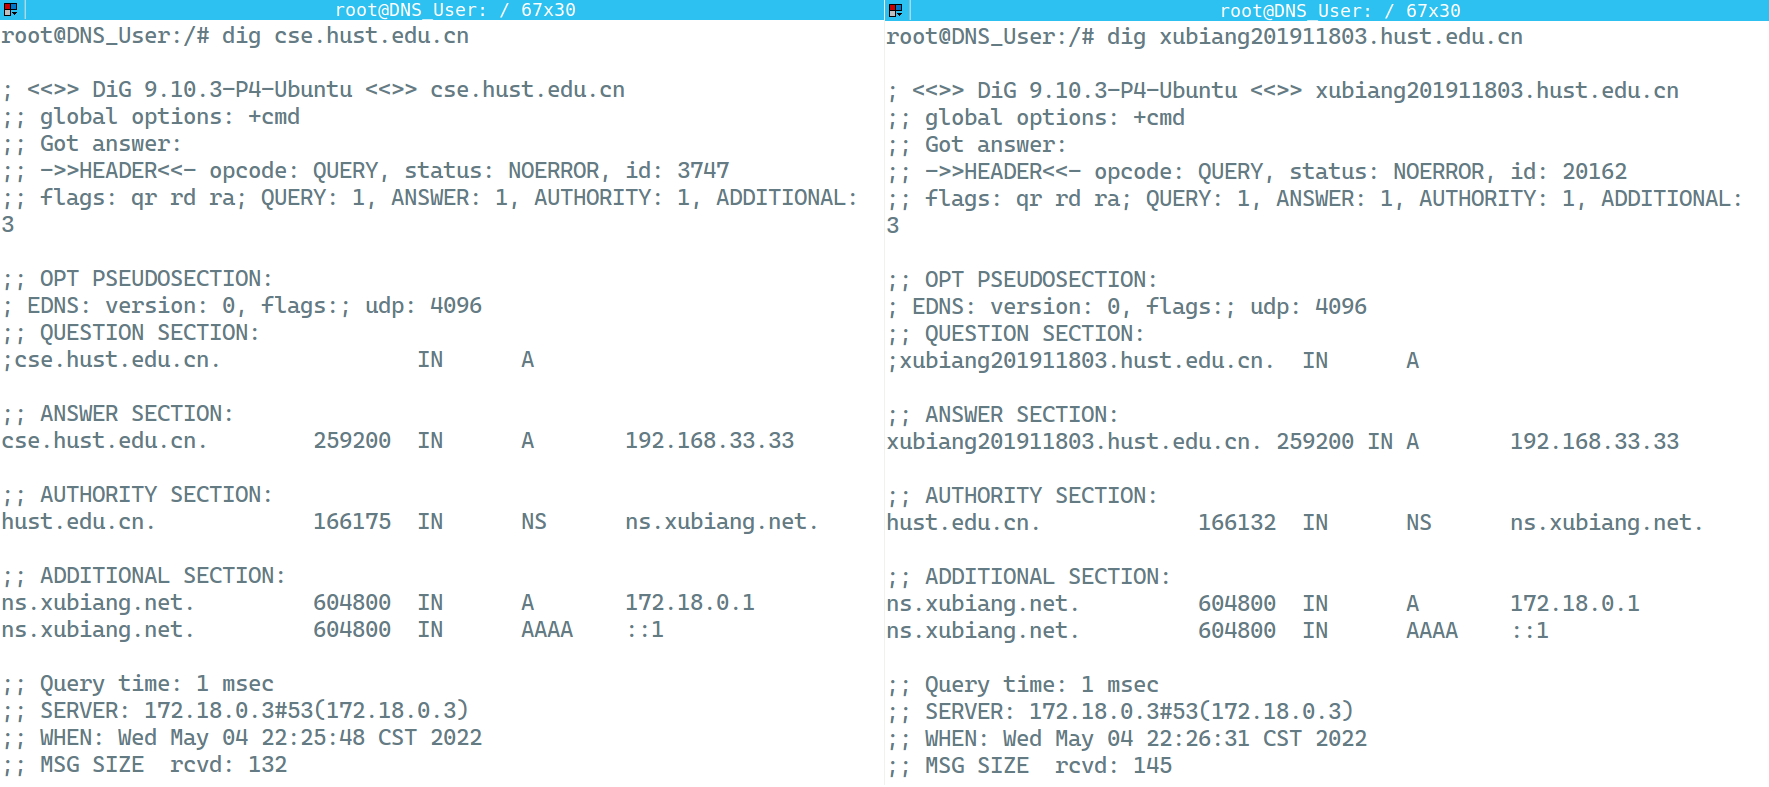 root@DNS_User: / 67x30
root@DNS_User:/# dig cse.hust.edu.cn
; <<>> DiG 9.10.3-P4-Ubuntu <<>> cse.hust.edu.cn
;; global options: +cmd
;; Got answer:
;; ->>HEADER<<- opcode: QUERY, status: NOERROR, id: 3747
;; flags: qr rd ra; QUERY: 1, ANSWER: 1, AUTHORITY: 1, ADDITIONAL:
3
;; OPT PSEUDOSECTION:
; EDNS: version: 0, flags:; udp: 4096
;; QUESTION SECTION:
;cse.hust.edu.cn. IN A
;; ANSWER SECTION:
cse.hust.edu.cn. 259200 IN A 192.168.33.33
;; AUTHORITY SECTION:
hust.edu.cn. 166175 IN NS ns.xubiang.net.
;; ADDITIONAL SECTION:
ns.xubiang.net. 604800 IN A 172.18.0.1
ns.xubiang.net. 604800 IN AAAA ::1
;; Query time: 1 msec
;; SERVER: 172.18.0.3#53(172.18.0.3)
;; WHEN: Wed May 04 22:25:48 CST 2022
;; MSG SIZE rcvd: 132
root@DNS_User: / 67x30
root@DNS_User:/# dig xubiang201911803.hust.edu.cn
; <<>> DiG 9.10.3-P4-Ubuntu <<>> xubiang201911803.hust.edu.cn
;; global options: +cmd
;; Got answer:
;; ->>HEADER<<- opcode: QUERY, status: NOERROR, id: 20162
;; flags: qr rd ra; QUERY: 1, ANSWER: 1, AUTHORITY: 1, ADDITIONAL:
3
;; OPT PSEUDOSECTION:
; EDNS: version: 0, flags:; udp: 4096
;; QUESTION SECTION:
;xubiang201911803.hust.edu.cn. IN A
;; ANSWER SECTION:
xubiang201911803.hust.edu.cn. 259200 IN A 192.168.33.33
;; AUTHORITY SECTION:
hust.edu.cn. 166132 IN NS ns.xubiang.net.
;; ADDITIONAL SECTION:
ns.xubiang.net. 604800 IN A 172.18.0.1
ns.xubiang.net. 604800 IN AAAA ::1
;; Query time: 1 msec
;; SERVER: 172.18.0.3#53(172.18.0.3)
;; WHEN: Wed May 04 22:26:31 CST 2022
;; MSG SIZE rcvd: 145